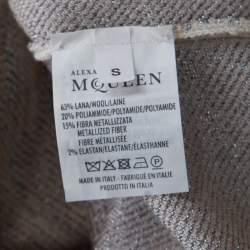 ALEXA
S
MCQUEEN
63% LANA/WOOL/LAINE
20% POLIAMMIDE/POLYAMIDE/POLYAMIDE
15% FIBRA METALLIZZATA
METALLIZED FIBER
FIBRE MÉTALLISÉE
2% ELASTAN/ELASTANE/ÉLASTHANNE
MADE IN ITALY · FABRIQUÉ EN ITALIE
PRODOTTO IN ITALIA